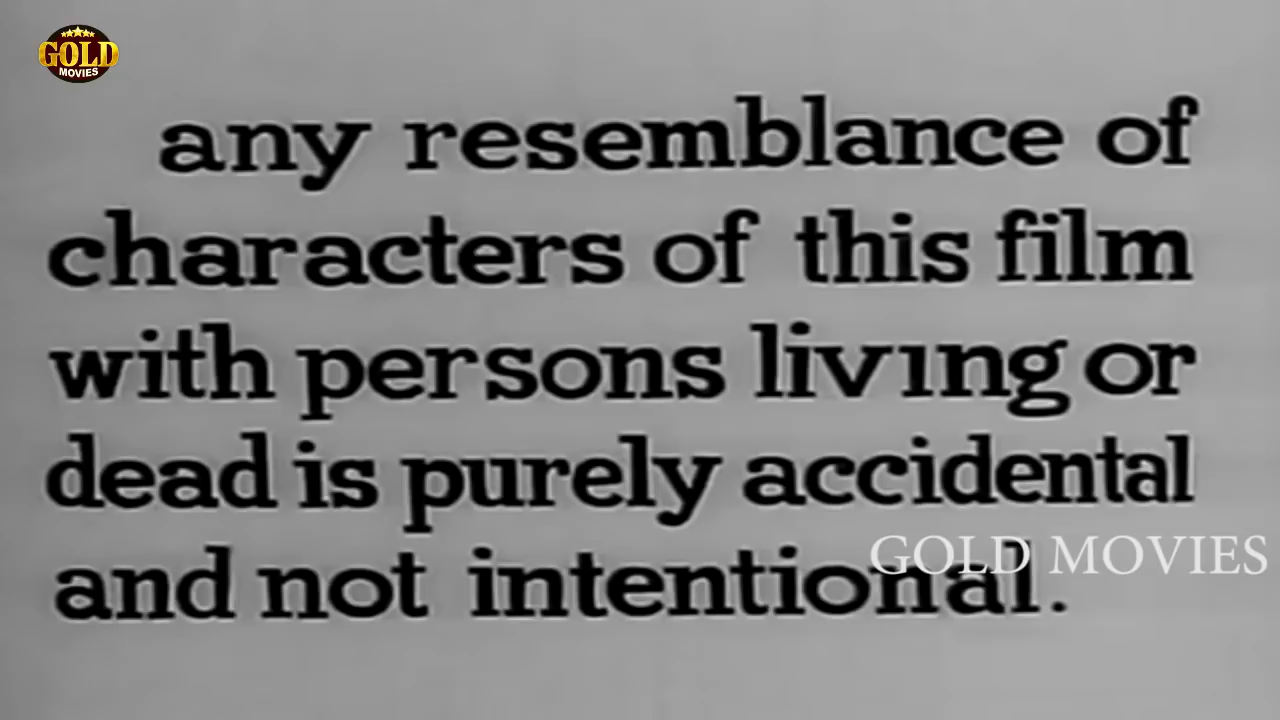 GOLD
MOVIES
any resemblance of
characters of this film
with persons living or
dead is purely accidental
and not intentional.
GOLD MOVIES